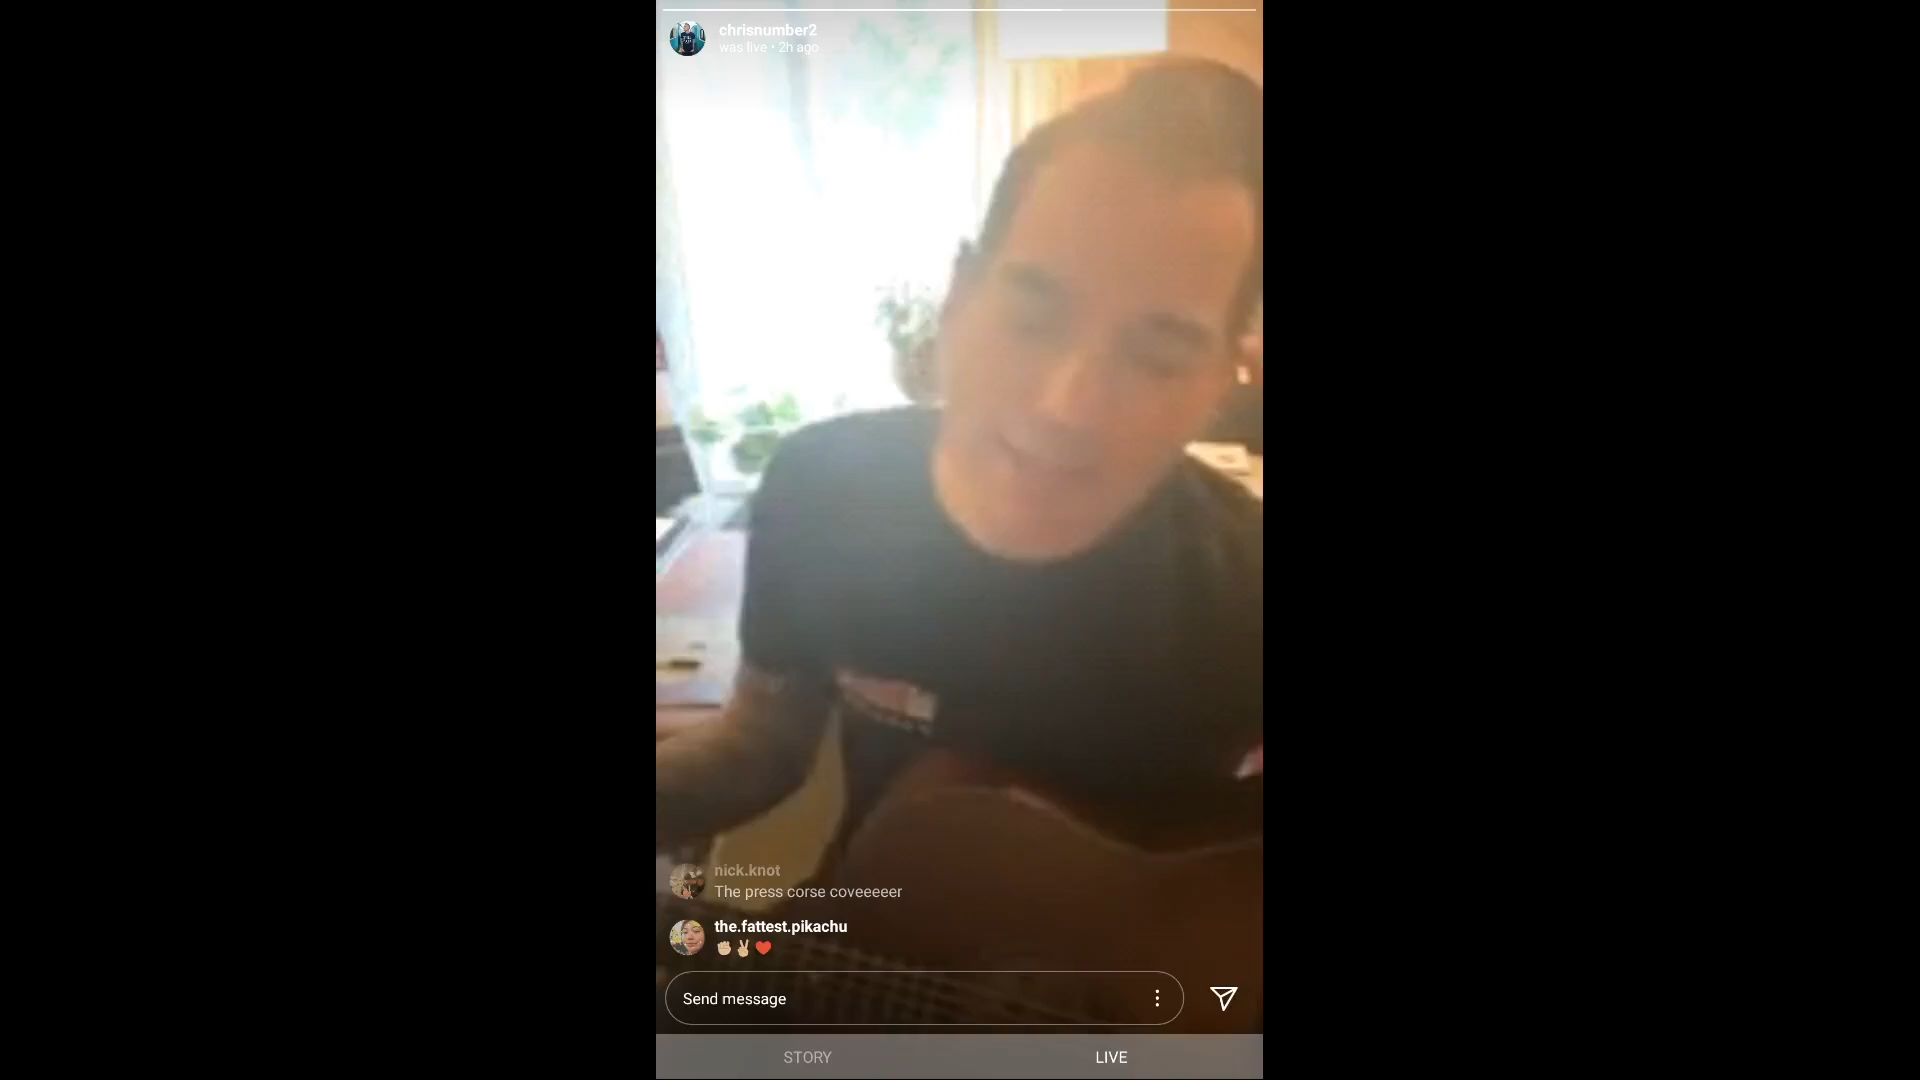 chrisnumber2
was live • 2h ago
nick.knot
The press corse coveeeeer
the.fattest.pikachu
✊🏼✌🏼❤️
Send message
STORY
LIVE